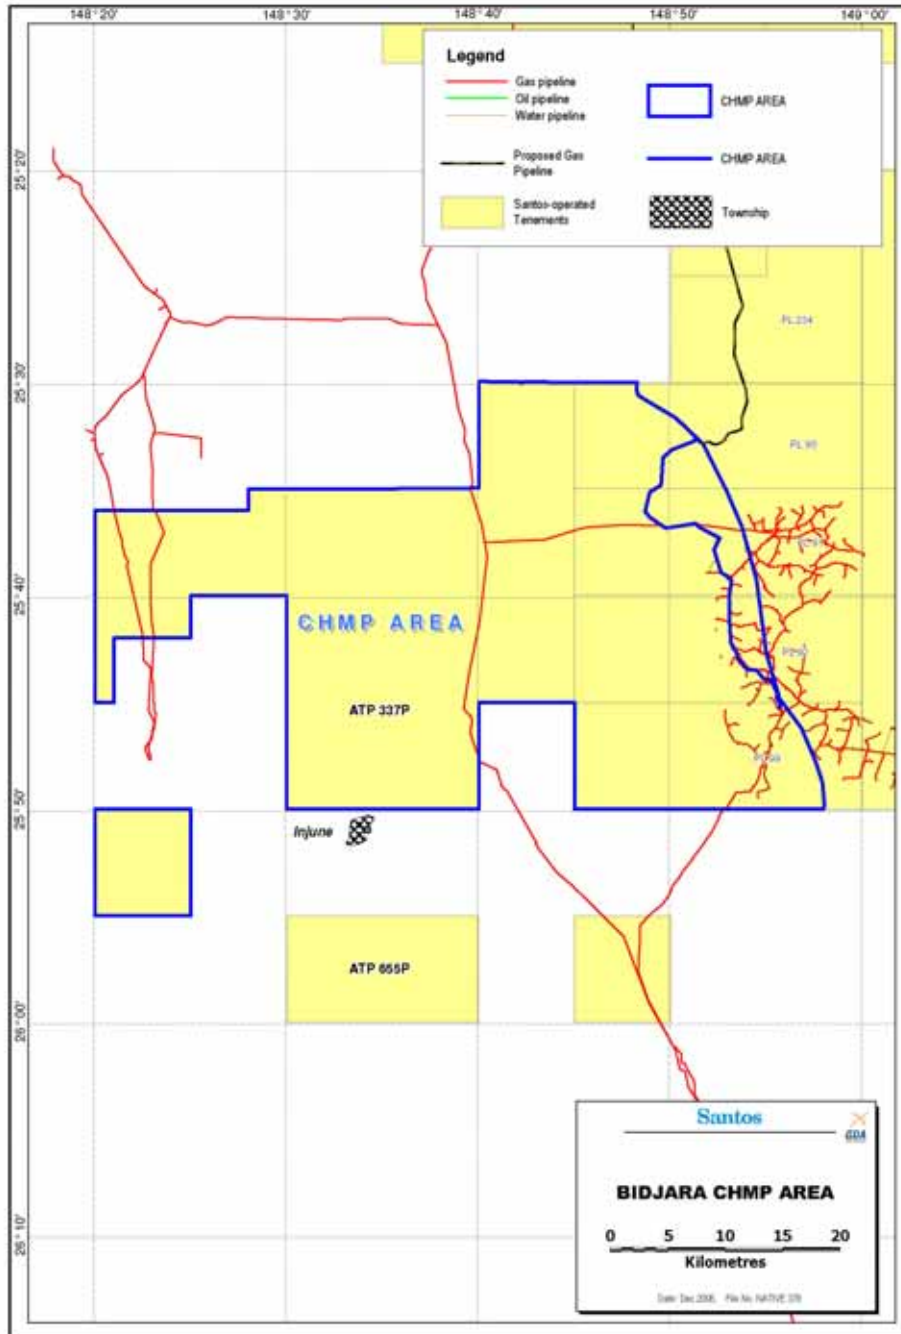 148°20'
148°30'
148°40'
148°50'
149°00'
Legend
Gas pipeline
Oil pipeline
Water pipeline
Proposed Gas
Pipeline
Santos-operated
Tenements
CHMP AREA
CHMP AREA
Township
25°20'
25°30'
25°40'
25°50'
26°00'
26°10'
PL 234
CHMP AREA
ATP 337P
Injune
ATP 655P
Santos
GDA
BIDJARA CHMP AREA
0 5 10 15 20
Kilometres